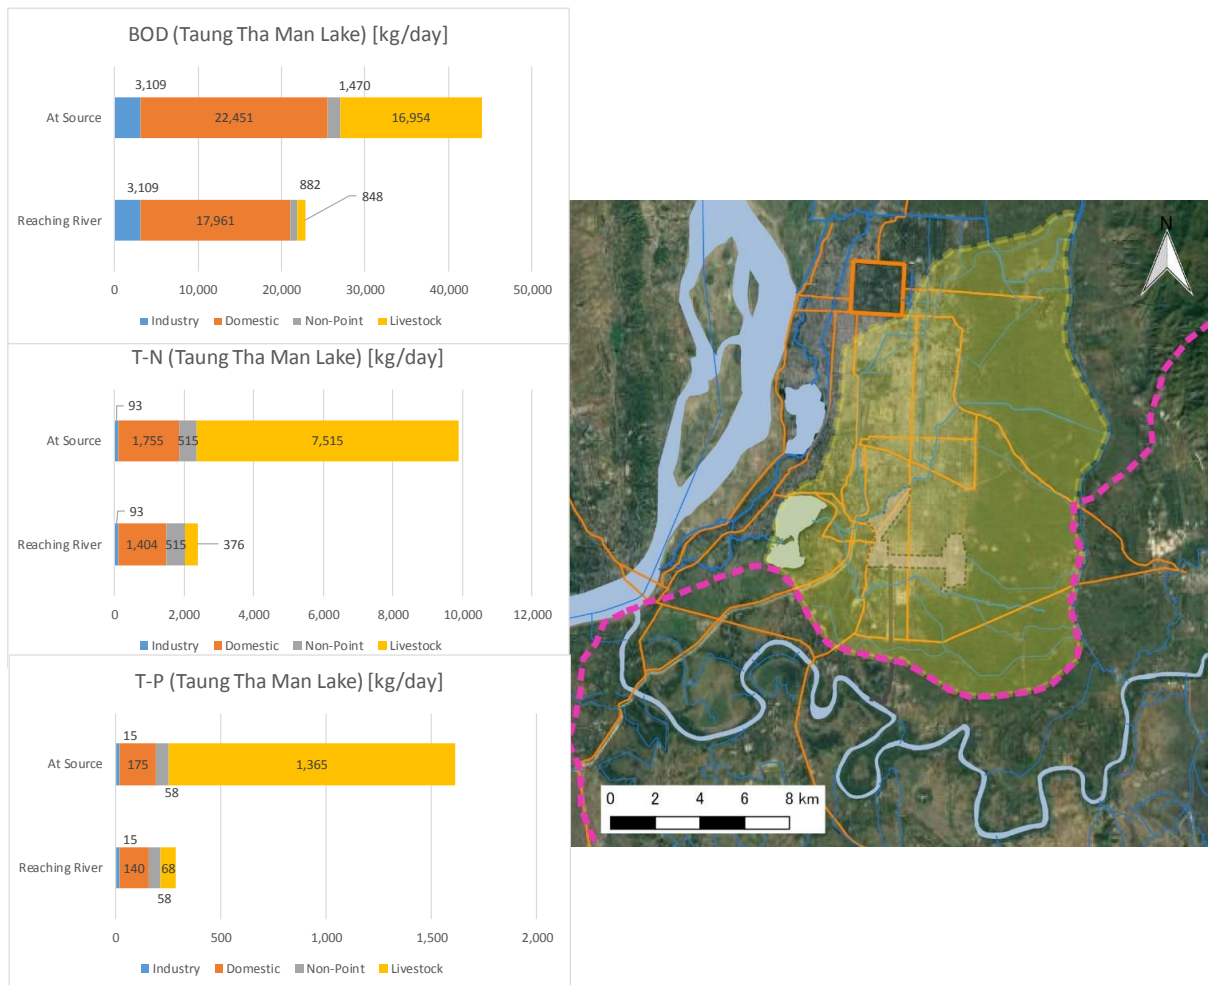 BOD (Taung Tha Man Lake) [kg/day]
3,109 1,470
At Source 22,451 16,954
3,109 882
848
Reaching River 17,961
0 10,000 20,000 30,000 40,000 50,000
Industry Domestic Non-Point Livestock
T-N (Taung Tha Man Lake) [kg/day]
93
At Source 1,755 515 7,515
93
Reaching River 1,404 515 376
0 2,000 4,000 6,000 8,000 10,000 12,000
Industry Domestic Non-Point Livestock
T-P (Taung Tha Man Lake) [kg/day]
15
At Source 175 1,365
58
15
Reaching River 140 68
58
0 500 1,000 1,500 2,000
Industry Domestic Non-Point Livestock
N
0 2 4 6 8 km